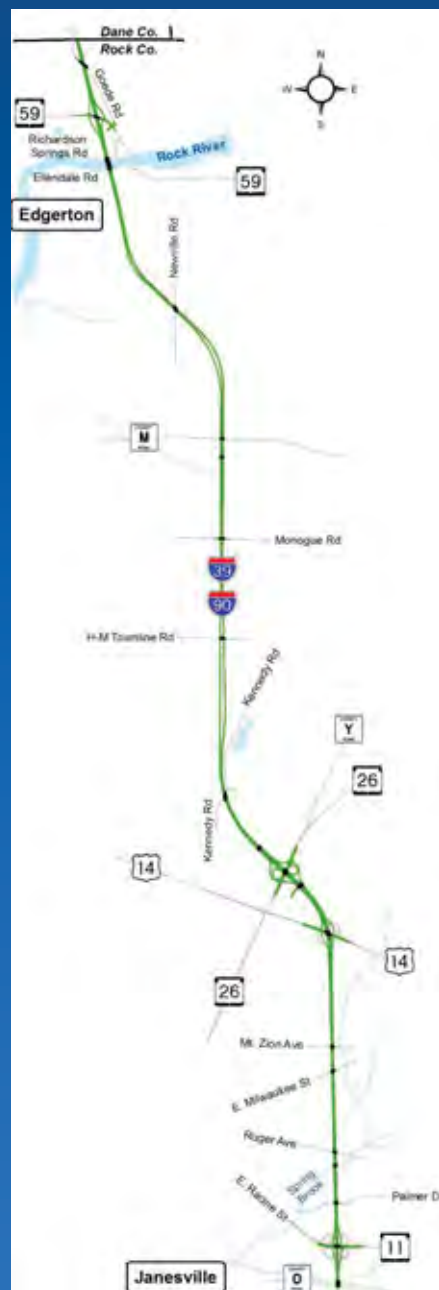 Dane Co.
Rock Co.
N
W
E
S
Goede Rd
59
Richardson
Springs Rd
Rock River
Ellendale Rd
59
Edgerton
Newville Rd
M
Monogue Rd
39
90
H-M Townline Rd
Kennedy Rd
Y
26
Kennedy Rd
14
14
26
Mt. Zion Ave
E. Milwaukee St
Ruger Ave
Spring
Brook
E. Racine St
Palmer D
11
Janesville
O